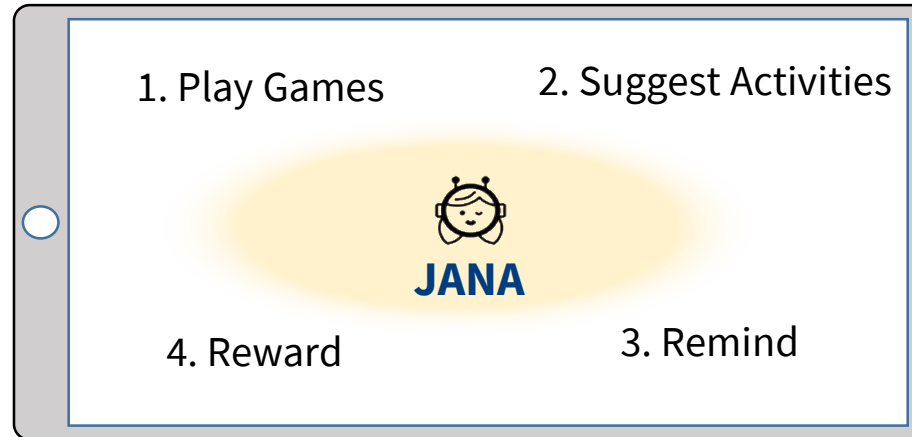 1. Play Games
2. Suggest Activities
JANA
4. Reward
3. Remind